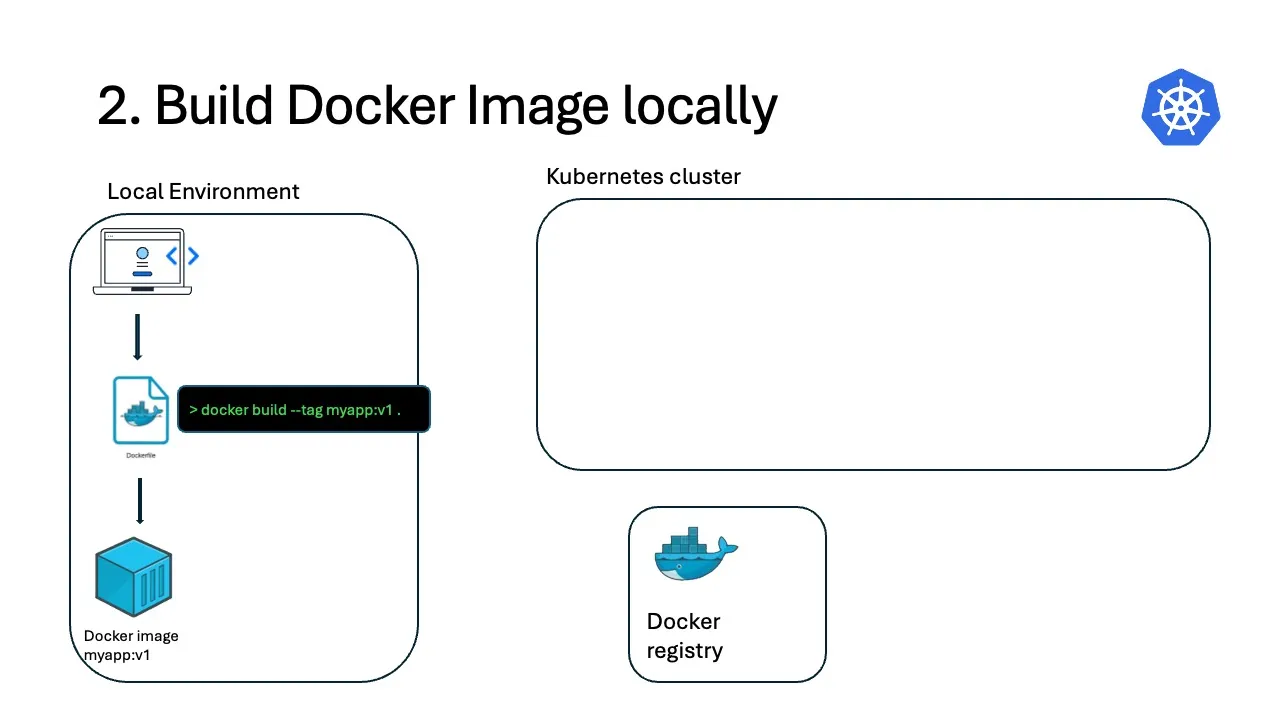 2. Build Docker Image locally
Local Environment
Kubernetes cluster
> docker build --tag myapp:v1 .
Dockerfile
Docker image
myapp:v1
Docker
registry